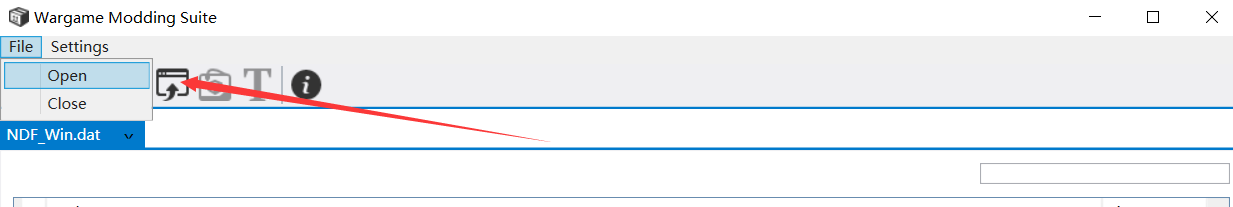 Wargame Modding Suite
File Settings
Open
T
i
Close
NDF_Win.dat